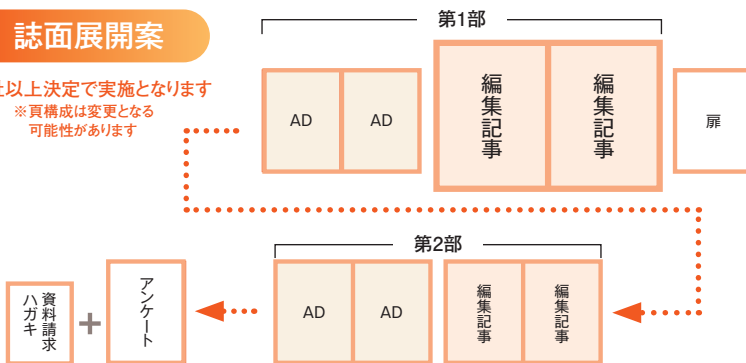 誌面展開案
社以上決定で実施となります
※頁構成は変更となる
可能性があります
第1部
扉
編集記事
編集記事
AD
AD
第2部
編集記事
編集記事
AD
AD
アンケート
+
資料請求
ハガキ